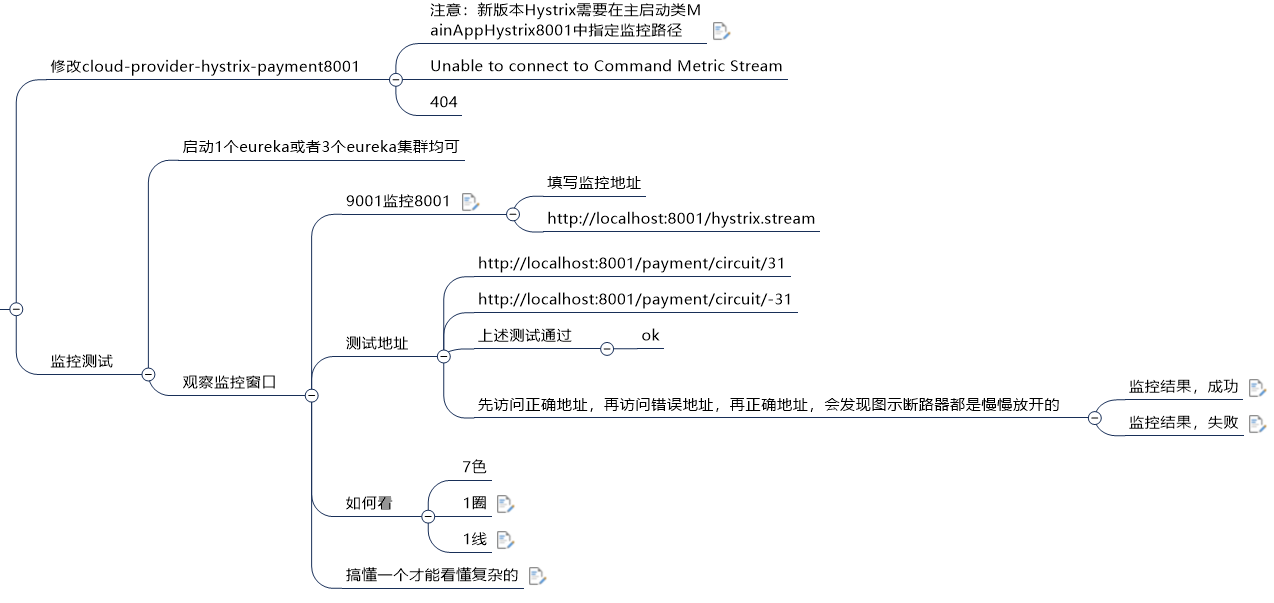 注意：新版本Hystrix需要在主启动类M
ainAppHystrix8001中指定监控路径
修改cloud-provider-hystrix-payment8001
Unable to connect to Command Metric Stream
404
启动1个eureka或者3个eureka集群均可
填写监控地址
9001监控8001
http://localhost:8001/hystrix.stream
http://localhost:8001/payment/circuit/31
http://localhost:8001/payment/circuit/-31
上述测试通过
ok
测试地址
监控测试
观察监控窗口
监控结果，成功
先访问正确地址，再访问错误地址，再正确地址，会发现图示断路器都是慢慢放开的
监控结果，失败
7色
如何看
1圈
1线
搞懂一个才能看懂复杂的